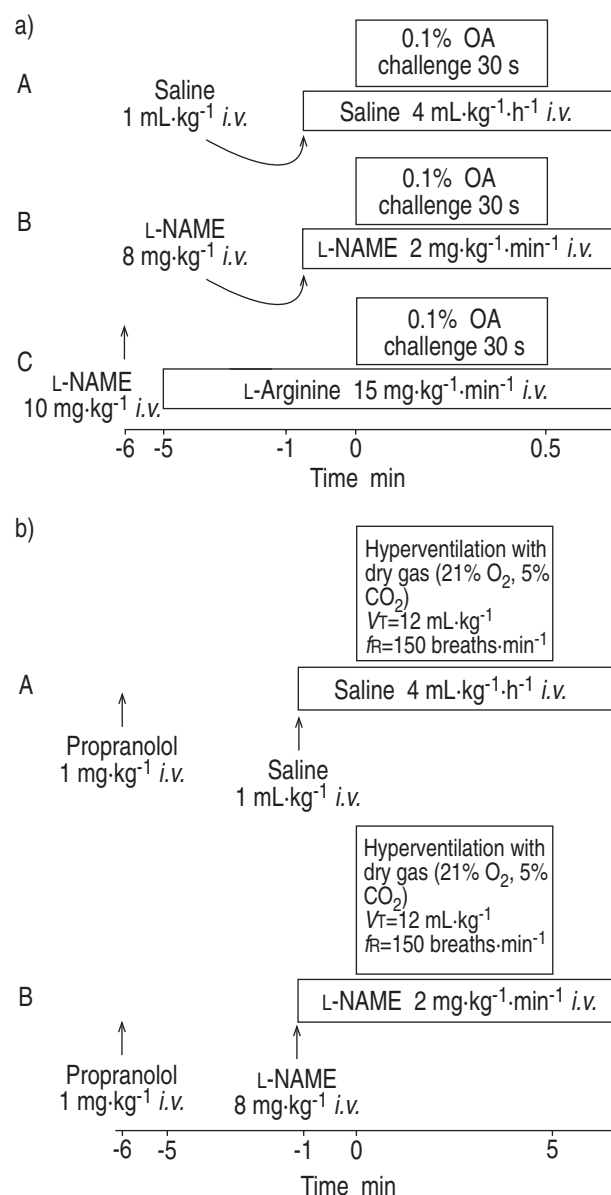 a)
0.1% OA
challenge 30 s
A
Saline
1 mL·kg⁻¹ i.v.
Saline 4 mL·kg⁻¹·h⁻¹ i.v.
0.1% OA
challenge 30 s
B
L-NAME
8 mg·kg⁻¹ i.v.
L-NAME 2 mg·kg⁻¹·min⁻¹ i.v.
0.1% OA
challenge 30 s
C
L-NAME
10 mg·kg⁻¹ i.v.
L-Arginine 15 mg·kg⁻¹·min⁻¹ i.v.
-6 -5 -1 0 0.5
Time min
b)
Hyperventilation with
dry gas (21% O₂, 5%
CO₂)
VT=12 mL·kg⁻¹
fR=150 breaths·min⁻¹
A
Saline 4 mL·kg⁻¹·h⁻¹ i.v.
Propranolol
1 mg·kg⁻¹ i.v.
Saline
1 mL·kg⁻¹ i.v.
Hyperventilation with
dry gas (21% O₂, 5%
CO₂)
VT=12 mL·kg⁻¹
fR=150 breaths·min⁻¹
B
L-NAME 2 mg·kg⁻¹·min⁻¹ i.v.
Propranolol
1 mg·kg⁻¹ i.v.
L-NAME
8 mg·kg⁻¹ i.v.
-6 -5 -1 0 5
Time min